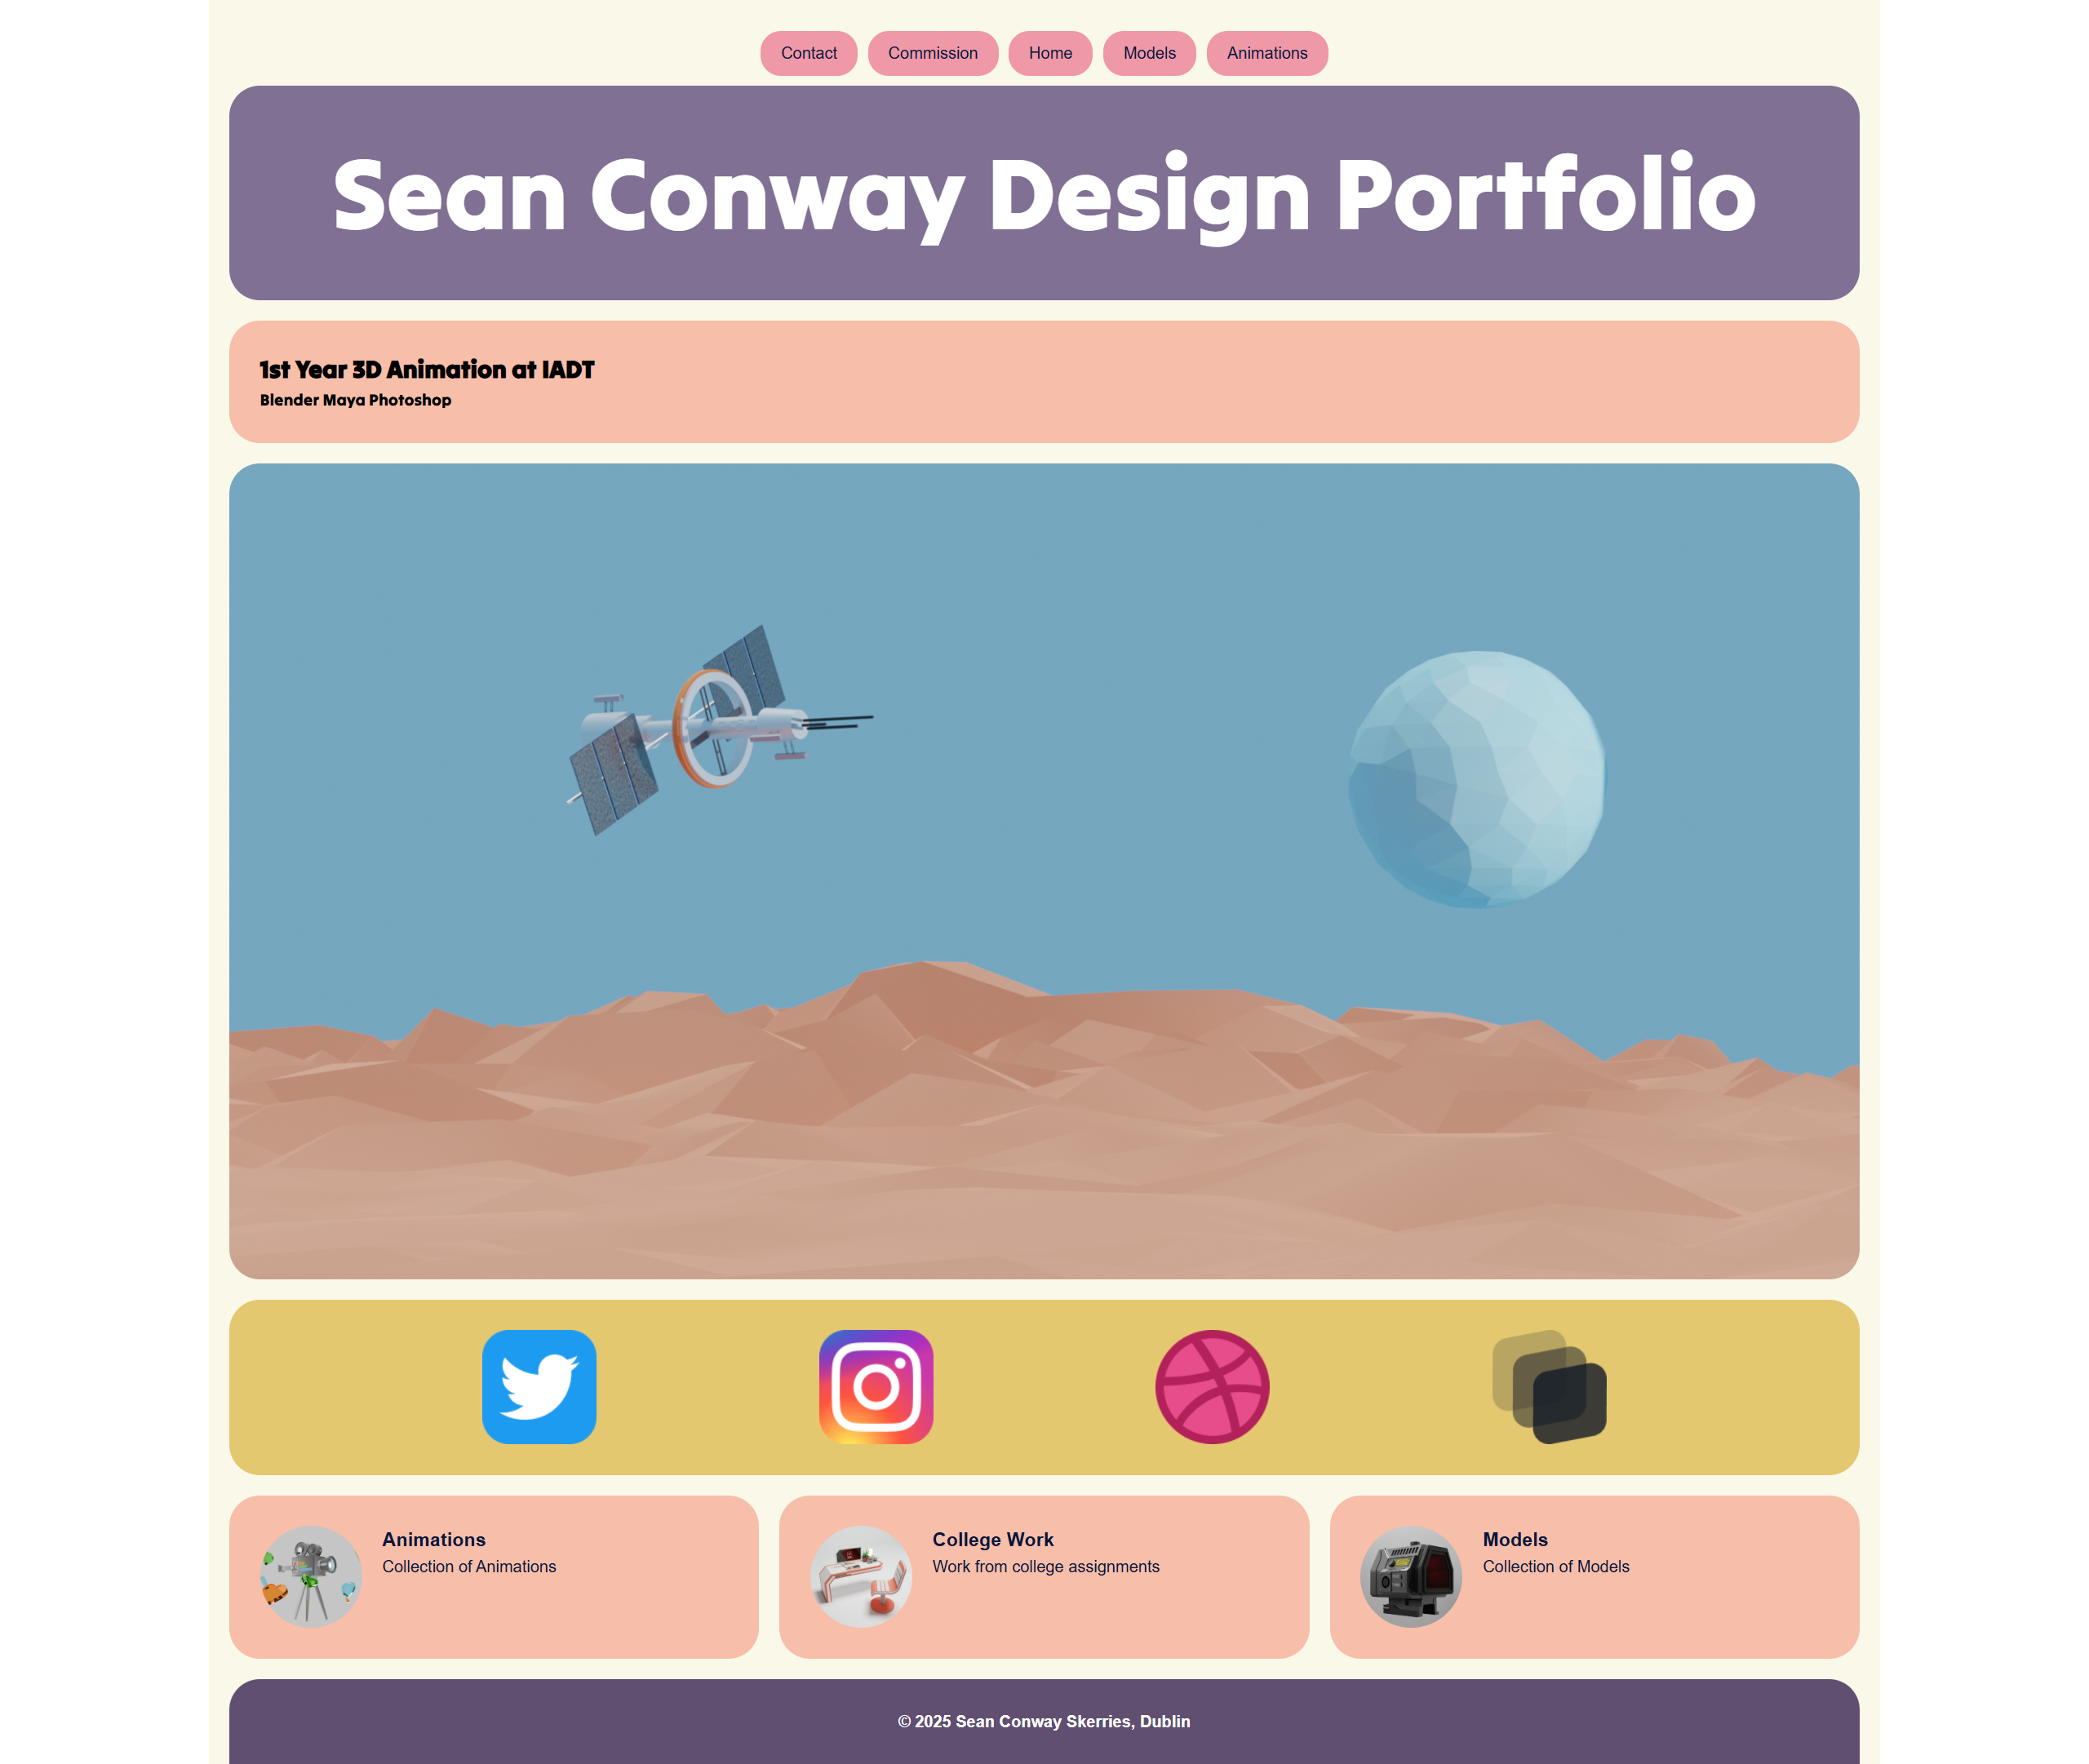 Contact
Commission
Home
Models
Animations
Sean Conway Design Portfolio
1st Year 3D Animation at IADT
Blender Maya Photoshop
Animations
Collection of Animations
College Work
Work from college assignments
Models
Collection of Models
© 2025 Sean Conway Skerries, Dublin